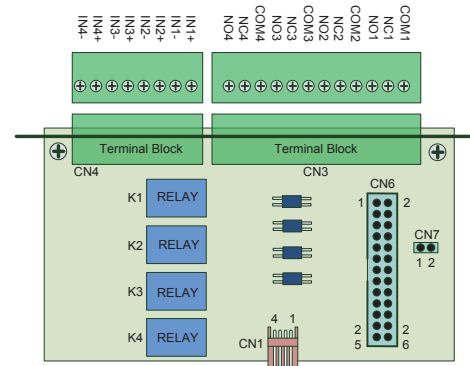 IN4- IN4+ IN3- IN3+ IN2- IN2+ IN1- IN1+ NO4 NC4 COM4 NO3 NC3 COM3 NO2 NC2 COM2 NO1 NC1 COM1
Terminal Block Terminal Block
CN4 CN3
CN6
K1 RELAY 1 2
CN7
K2 RELAY
1 2
K3 RELAY
4 1 2 2
K4 RELAY CN1 5 6